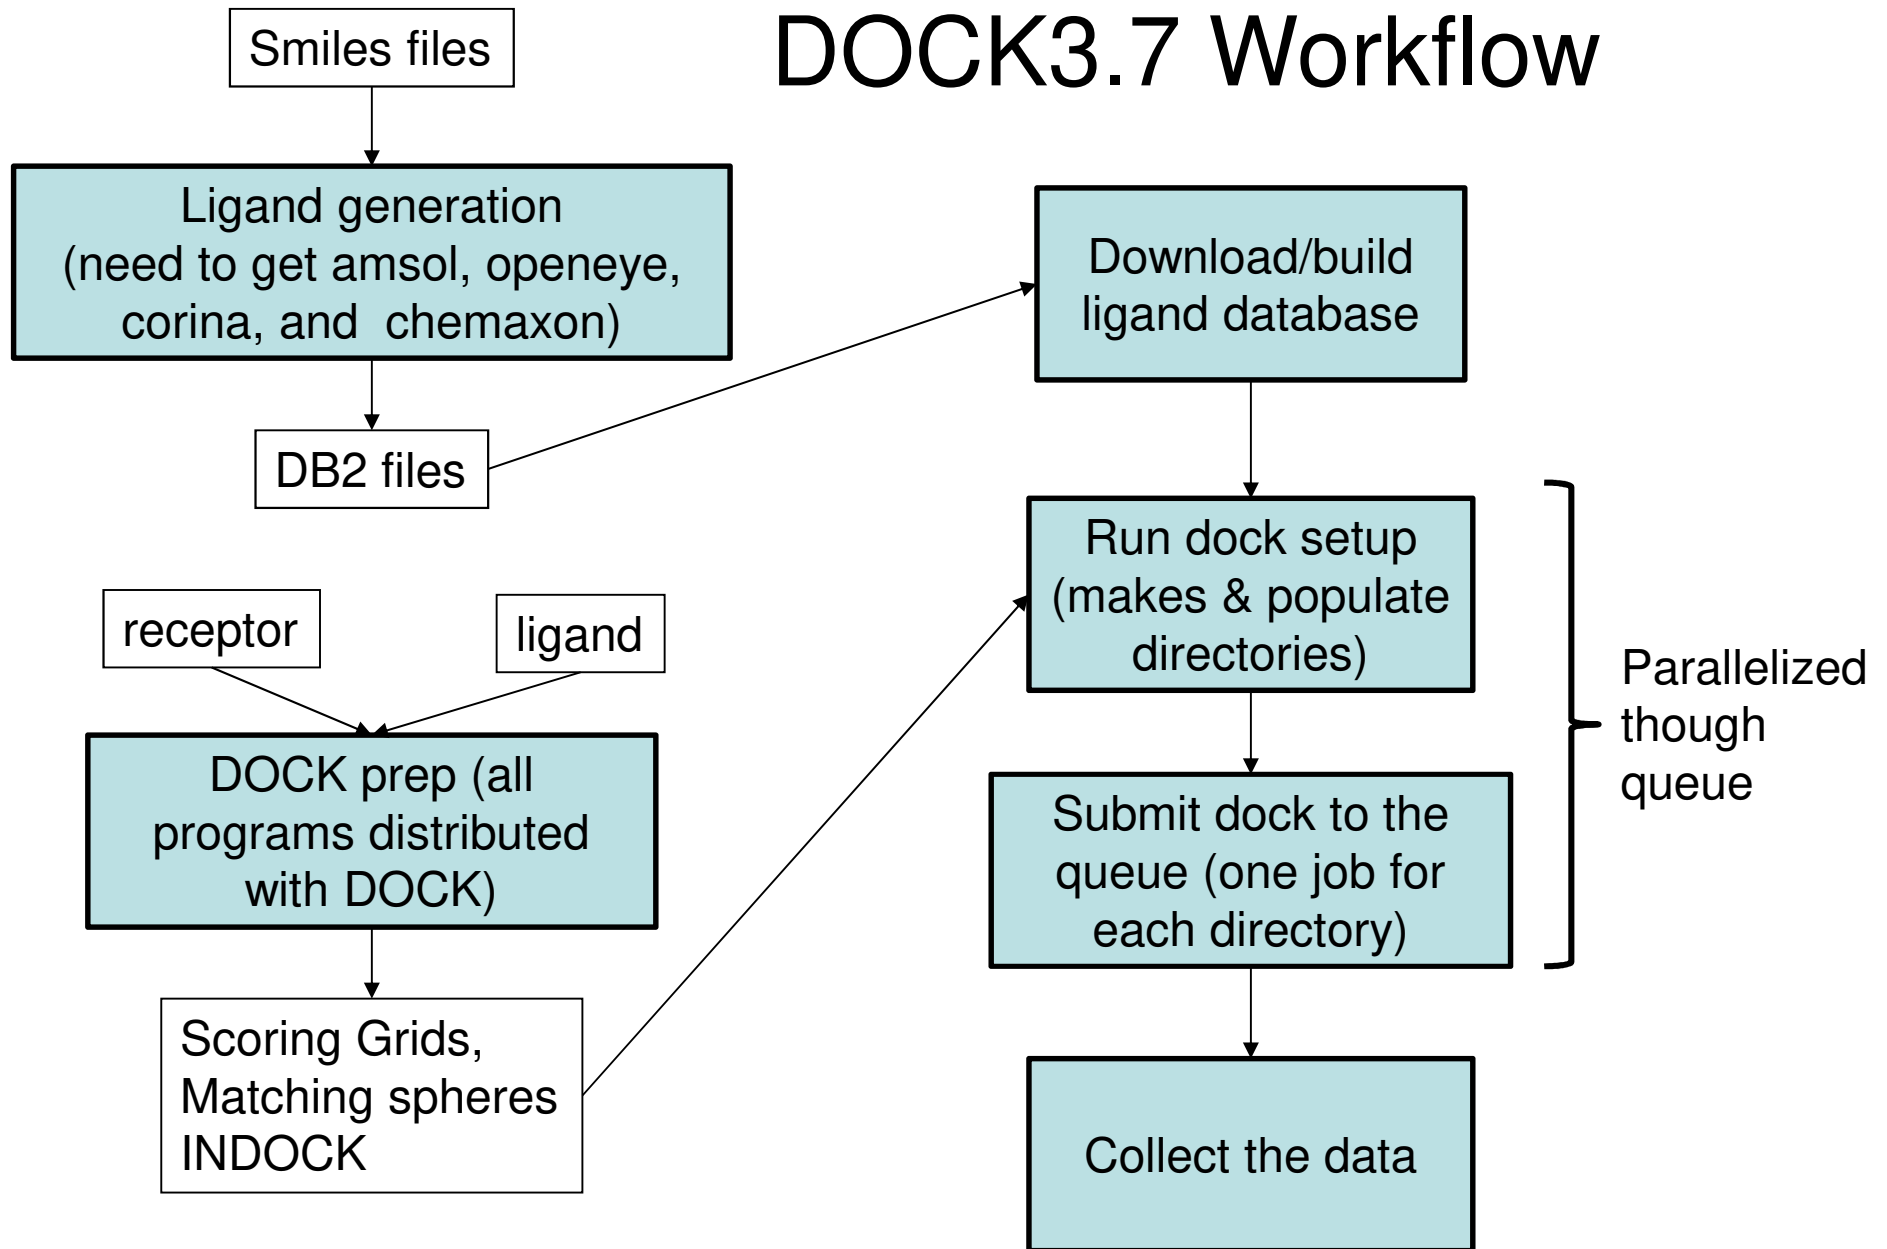 DOCK3.7 Workflow
Smiles files
Ligand generation
(need to get amsol, openeye,
corina, and  chemaxon)
DB2 files
receptor
ligand
DOCK prep (all
programs distributed
with DOCK)
Scoring Grids,
Matching spheres
INDOCK
Download/build
ligand database
Run dock setup
(makes & populate
directories)
Submit dock to the
queue (one job for
each directory)
Collect the data
Parallelized
though
queue